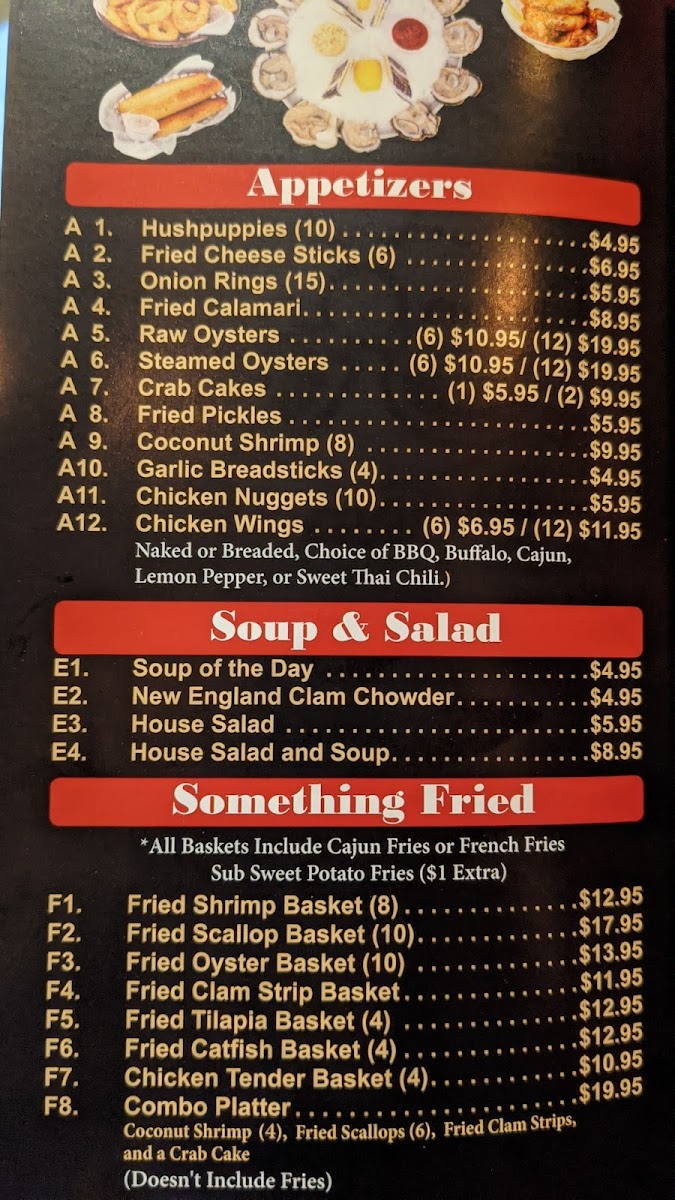 Appetizers
A 1. Hushpuppies (10) . . . . . . . . . . . . . . . . . . . . .$4.95
A 2. Fried Cheese Sticks (6) . . . . . . . . . . . . . . . .$6.95
A 3. Onion Rings (15). . . . . . . . . . . . . . . . . . . . . .$5.95
A 4. Fried Calamari. . . . . . . . . . . . . . . . . . . . . . . .$8.95
A 5. Raw Oysters . . . . . . . . . .(6) $10.95/ (12) $19.95
A 6. Steamed Oysters . . . . . (6) $10.95 / (12) $19.95
A 7. Crab Cakes . . . . . . . . . . . . . (1) $5.95 / (2) $9.95
A 8. Fried Pickles . . . . . . . . . . . . . . . . . . . . . . . . .$5.95
A 9. Coconut Shrimp (8) . . . . . . . . . . . . . . . . . . .$9.95
A10. Garlic Breadsticks (4). . . . . . . . . . . . . . . . . .$4.95
A11. Chicken Nuggets (10). . . . . . . . . . . . . . . . . .$5.95
A12. Chicken Wings . . . . . . . . (6) $6.95 / (12) $11.95
Naked or Breaded, Choice of BBQ, Buffalo, Cajun,
Lemon Pepper, or Sweet Thai Chili.)
Soup & Salad
E1. Soup of the Day . . . . . . . . . . . . . . . . . . . . . .$4.95
E2. New England Clam Chowder. . . . . . . . . . . .$4.95
E3. House Salad . . . . . . . . . . . . . . . . . . . . . . . . .$5.95
E4. House Salad and Soup. . . . . . . . . . . . . . . . .$8.95
Something Fried
*All Baskets Include Cajun Fries or French Fries
Sub Sweet Potato Fries ($1 Extra)
F1. Fried Shrimp Basket (8) . . . . . . . . . . . . . .$12.95
F2. Fried Scallop Basket (10). . . . . . . . . . . . .$17.95
F3. Fried Oyster Basket (10) . . . . . . . . . . . . .$13.95
F4. Fried Clam Strip Basket. . . . . . . . . . . . . .$11.95
F5. Fried Tilapia Basket (4) . . . . . . . . . . . . . .$12.95
F6. Fried Catfish Basket (4) . . . . . . . . . . . . . .$12.95
F7. Chicken Tender Basket (4). . . . . . . . . . . .$10.95
F8. Combo Platter. . . . . . . . . . . . . . . . . . . . . .$19.95
Coconut Shrimp (4), Fried Scallops (6), Fried Clam Strips,
and a Crab Cake
(Doesn't Include Fries)